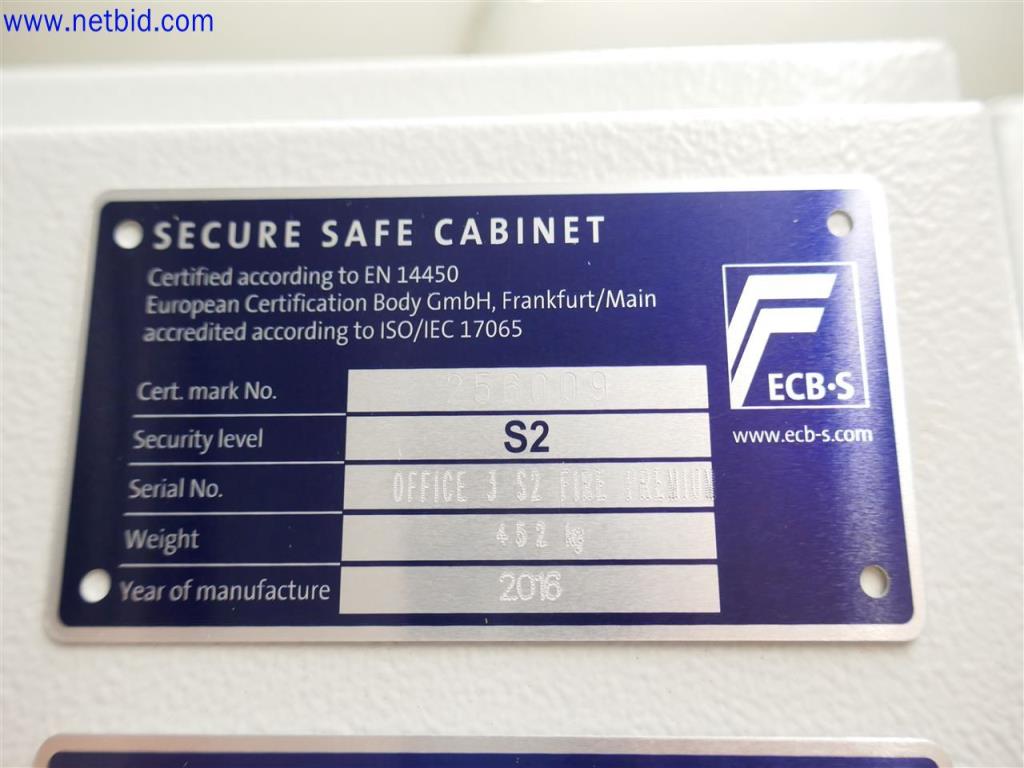 www.netbid.com
SECURE SAFE CABINET
Certified according to EN 14450
European Certification Body GmbH, Frankfurt/Main
accredited according to ISO/IEC 17065
ECB·S
www.ecb-s.com
Cert. mark No. 256009
Security level S2
Serial No. OFFICE 3 S2 FIRE PREMIUM
Weight 452 kg
Year of manufacture 2016